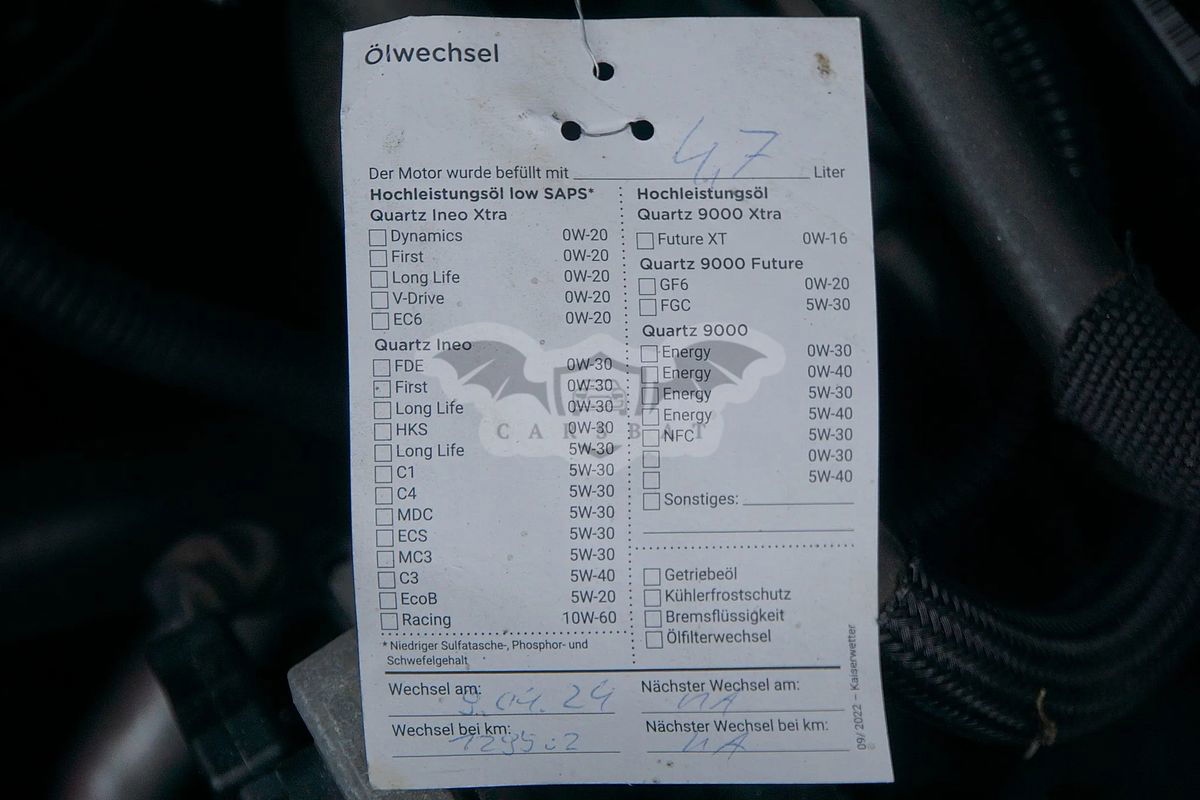 Ölwechsel
Der Motor wurde befüllt mit 4,7 Liter
Hochleistungsöl low SAPS*
Quartz Ineo Xtra
Dynamics 0W-20
First 0W-20
Long Life 0W-20
V-Drive 0W-20
EC6 0W-20
Quartz Ineo
FDE 0W-30
First 0W-30
Long Life 0W-30
HKS 0W-30
Long Life 5W-30
C1 5W-30
C4 5W-30
MDC 5W-30
ECS 5W-30
MC3 5W-30
C3 5W-40
EcoB 5W-20
Racing 10W-60
* Niedriger Sulfatasche-, Phosphor- und
Schwefelgehalt
Hochleistungsöl
Quartz 9000 Xtra
Future XT 0W-16
Quartz 9000 Future
GF6 0W-20
FGC 5W-30
Quartz 9000
Energy 0W-30
Energy 0W-40
Energy 5W-30
Energy 5W-40
NFC 5W-30
0W-30
5W-40
Sonstiges:
Getriebeöl
Kühlerfrostschutz
Bremsflüssigkeit
Ölfilterwechsel
Wechsel am: 9.04.24
Nächster Wechsel am: NA
Wechsel bei km:
Nächster Wechsel bei km: NA
09/ 2022 – Kaiserwetter
CARSBAT